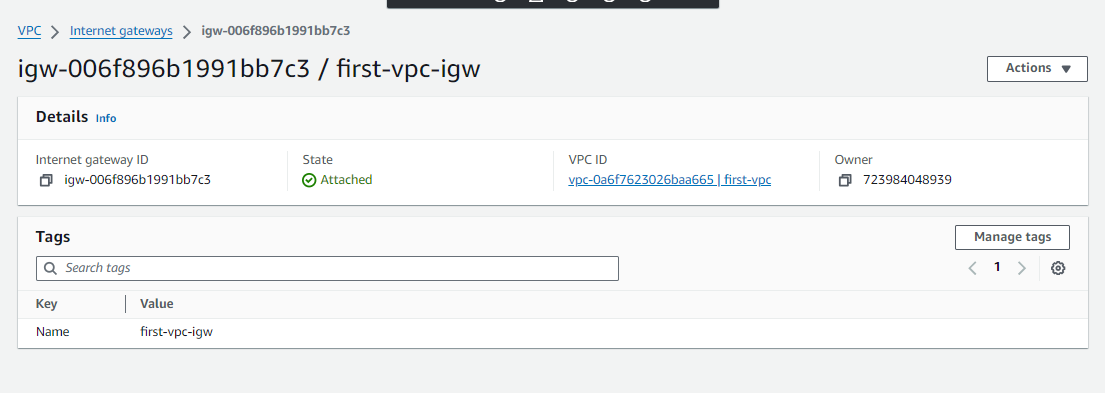 VPC > Internet gateways > igw-006f896b1991bb7c3
igw-006f896b1991bb7c3 / first-vpc-igw
Actions
Details Info
Internet gateway ID
igw-006f896b1991bb7c3
State
Attached
VPC ID
vpc-0a6f7623026baa665 | first-vpc
Owner
723984048939
Tags
Manage tags
Search tags
1
Key Value
Name first-vpc-igw